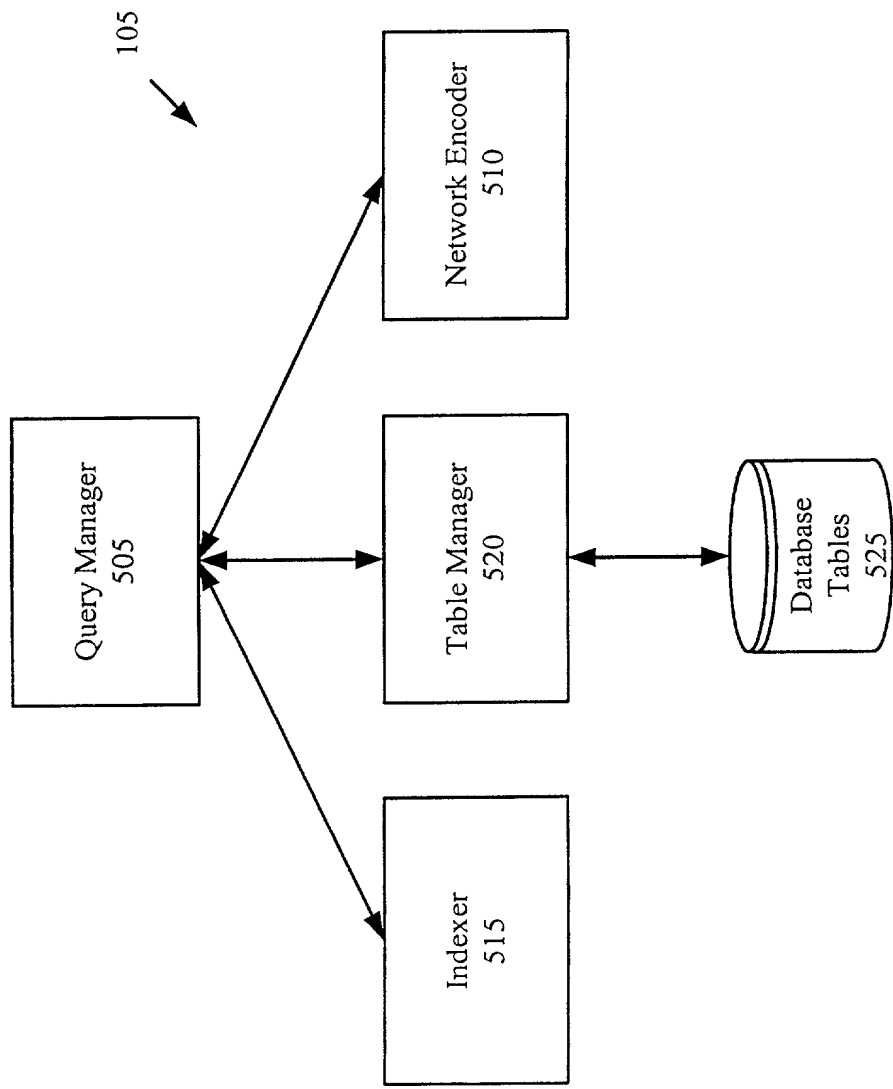 105
Query Manager
505
Indexer
515
Table Manager
520
Network Encoder
510
Database
Tables
525